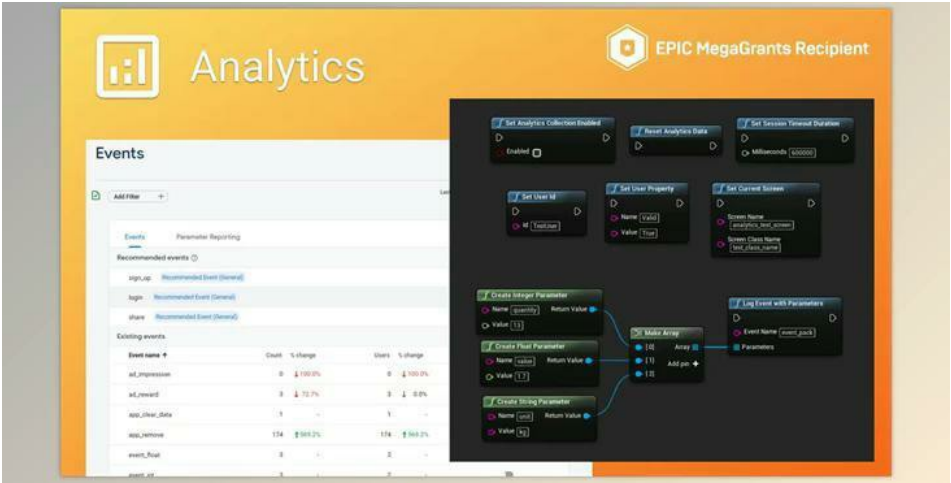 Analytics
EPIC MegaGrants Recipient
Events
Add Filter +
Events Parameter Reporting
Recommended events
sign_up Recommended Event (General)
login Recommended Event (General)
share Recommended Event (General)
Existing events
Event name ↑ Count % change Users % change
ad_impression 0 ↓ 100.0% 0 ↓ 100.0%
ad_reward 3 ↓ 72.7% 3 ↓ 0.0%
app_clear_data 1 - 1 -
app_remove 174 ↑ 569.2% 174 ↑ 569.2%
event_float 3 - 2 -
Set Analytics Collection Enabled
Enabled
Reset Analytics Data
Set Session Timeout Duration
Milliseconds 600000
Set User Id
Id TestUser
Set User Property
Name Valid
Value True
Set Current Screen
Screen Name
analytics_test_screen
Screen Class Name
test_class_name
Create Integer Parameter
Name quantity Return Value
Value 13
Create Float Parameter
Name value Return Value
Value 1.7
Create String Parameter
Name unit Return Value
Value kg
Make Array
[0] Array
[1] Add pin +
[2]
Log Event with Parameters
Event Name event_pack
Parameters